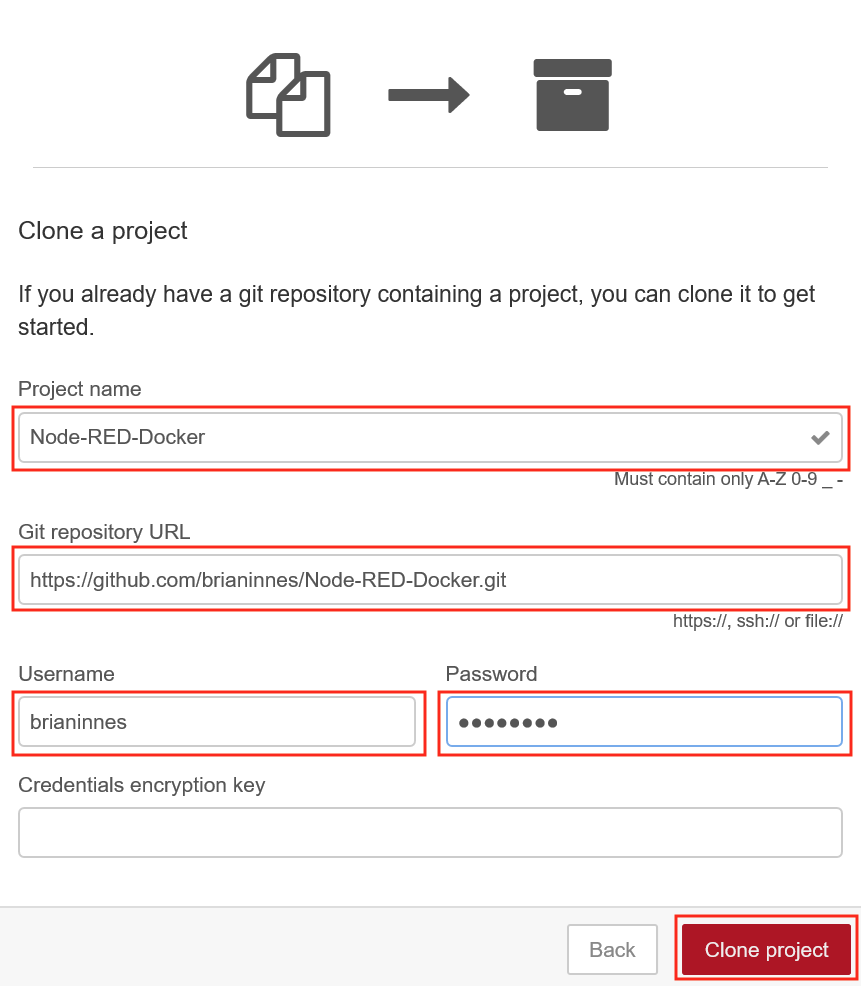 Clone a project
If you already have a git repository containing a project, you can clone it to get
started.
Project name
Node-RED-Docker
Must contain only A-Z 0-9 _ -
Git repository URL
https://github.com/brianinnes/Node-RED-Docker.git
https://, ssh:// or file://
Username
Password
brianinnes
●●●●●●●●
Credentials encryption key
Back
Clone project